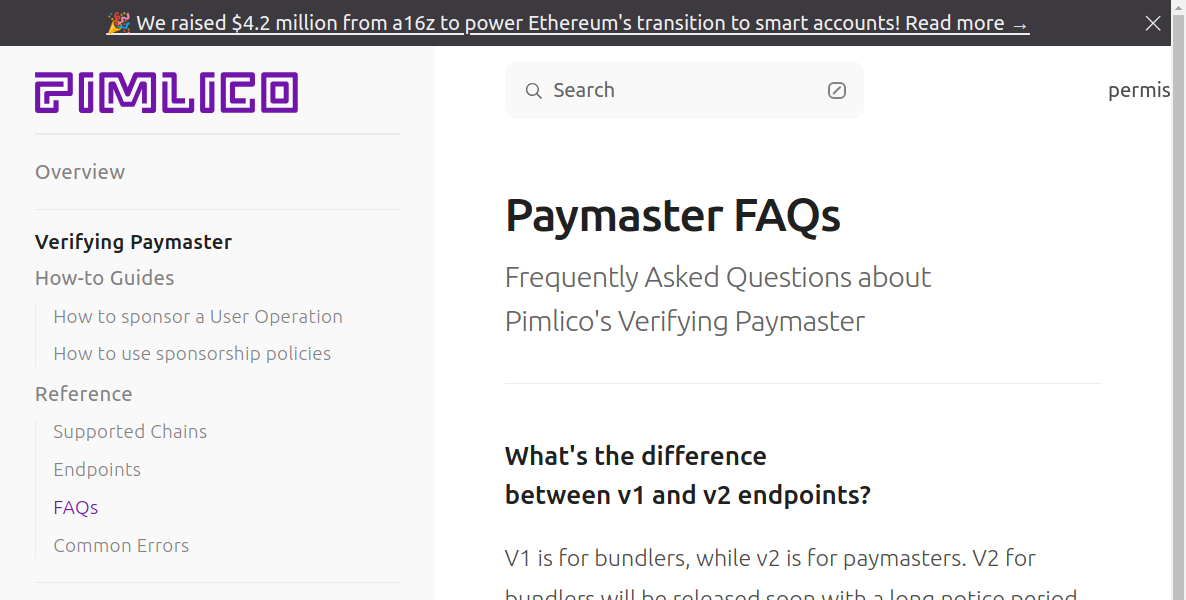 🎉 We raised $4.2 million from a16z to power Ethereum's transition to smart accounts! Read more →
PIMLICO
Search
permis
Overview
Verifying Paymaster
How-to Guides
How to sponsor a User Operation
How to use sponsorship policies
Reference
Supported Chains
Endpoints
FAQs
Common Errors
Paymaster FAQs
Frequently Asked Questions about
Pimlico's Verifying Paymaster
What's the difference
between v1 and v2 endpoints?
V1 is for bundlers, while v2 is for paymasters. V2 for
bundlers will be released soon with a long notice period